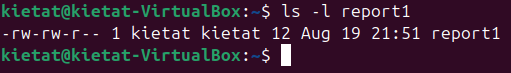 kietat@kietat-VirtualBox:~$ ls -l report1
-rw-rw-r-- 1 kietat kietat 12 Aug 19 21:51 report1
kietat@kietat-VirtualBox:~$